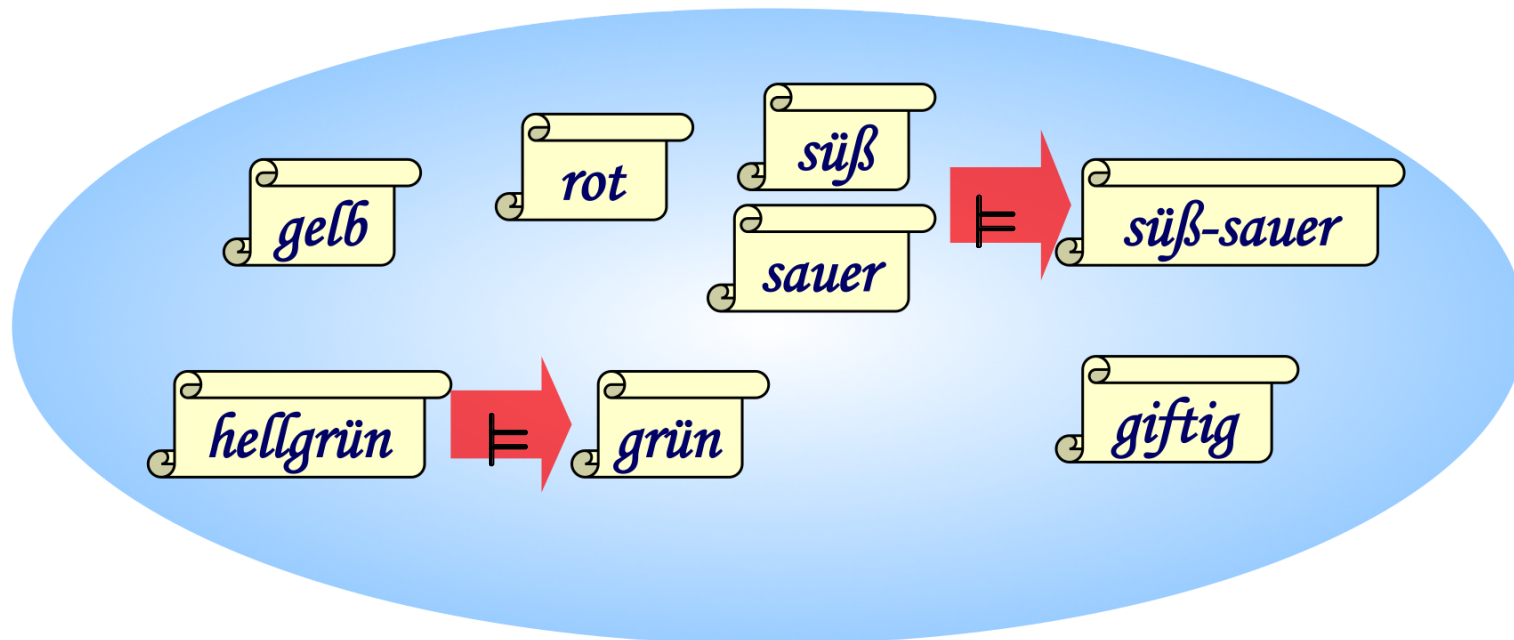 gelb
rot
süß
sauer
⊨
süß-sauer
hellgrün
⊨
grün
giftig